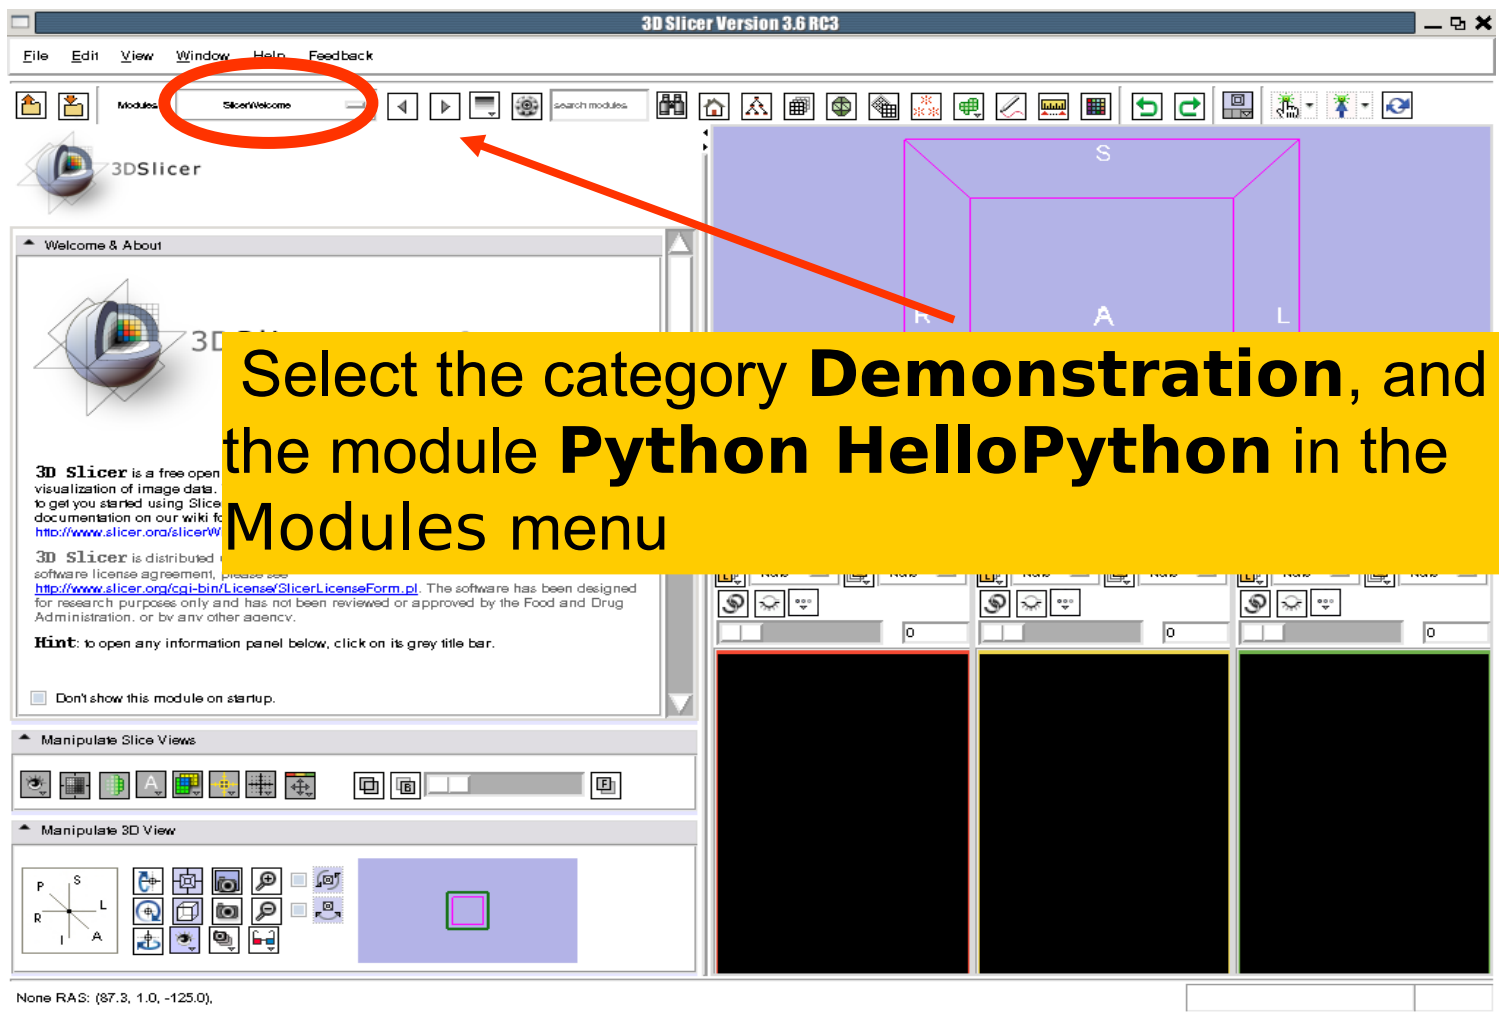 3D Slicer Version 3.6 RC3
File Edit View Window Help Feedback
Modules SlicerWelcome search modules
3DSlicer
Welcome & About
S
R A L
3D
Select the category Demonstration, and
the module Python HelloPython in the
Modules menu
3D Slicer is a free open
visualization of image data.
to get you started using Slice
documentation on our wiki fo
http://www.slicer.org/slicerW
3D Slicer is distributed
software license agreement, please see
http://www.slicer.org/cgi-bin/License/SlicerLicenseForm.pl. The software has been designed
for research purposes only and has not been reviewed or approved by the Food and Drug
Administration, or by any other agency.
Hint: to open any information panel below, click on its grey title bar.
Don't show this module on startup.
0 0 0
Manipulate Slice Views
A B F
Manipulate 3D View
P S
R L
I A
None RAS: (87.3, 1.0, -125.0),